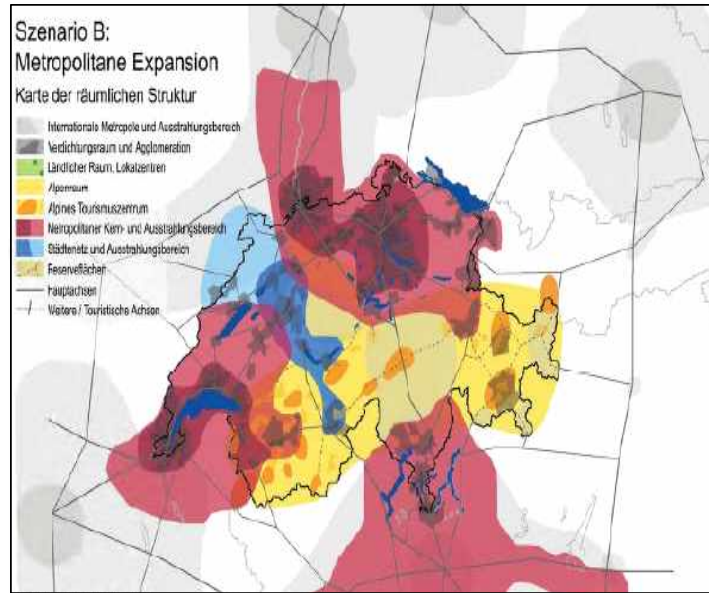 Szenario B:
Metropolitane Expansion
Karte der räumlichen Struktur
Internationale Metropole und Ausstrahlungsbereich
Verdichtungsraum und Agglomeration
Ländlicher Raum, Lokalzentren
Alpenraum
Alpines Tourismuszentrum
Metropolitaner Kern- und Ausstrahlungsbereich
Städtenetz und Ausstrahlungsbereich
Reserveflächen
Hauptachsen
Weitere / Touristische Achsen